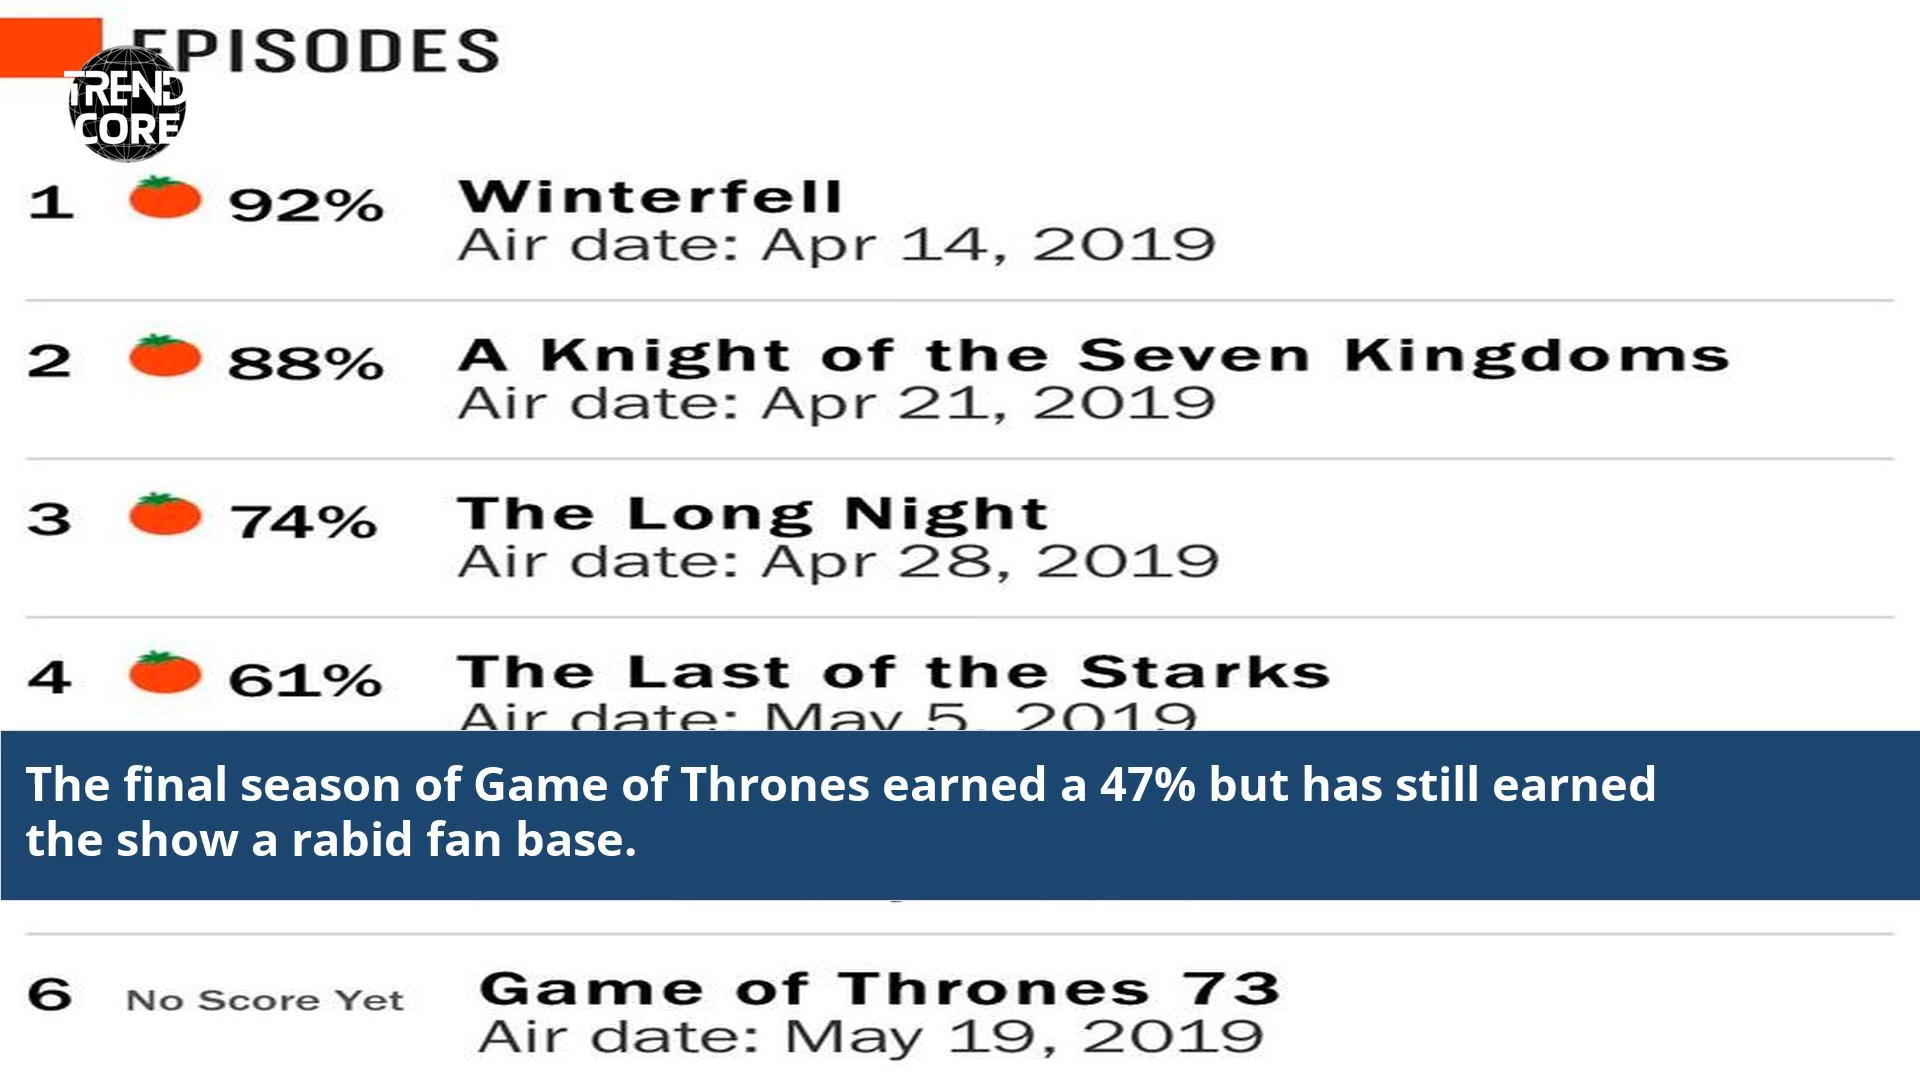 EPISODES
TREND
CORE
1 92% Winterfell
Air date: Apr 14, 2019
2 88% A Knight of the Seven Kingdoms
Air date: Apr 21, 2019
3 74% The Long Night
Air date: Apr 28, 2019
4 61% The Last of the Starks
Air date: May 5, 2019
The final season of Game of Thrones earned a 47% but has still earned
the show a rabid fan base.
6 No Score Yet Game of Thrones 73
Air date: May 19, 2019